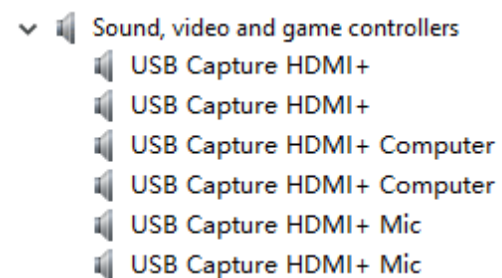 Sound, video and game controllers
USB Capture HDMI+
USB Capture HDMI+
USB Capture HDMI+ Computer
USB Capture HDMI+ Computer
USB Capture HDMI+ Mic
USB Capture HDMI+ Mic